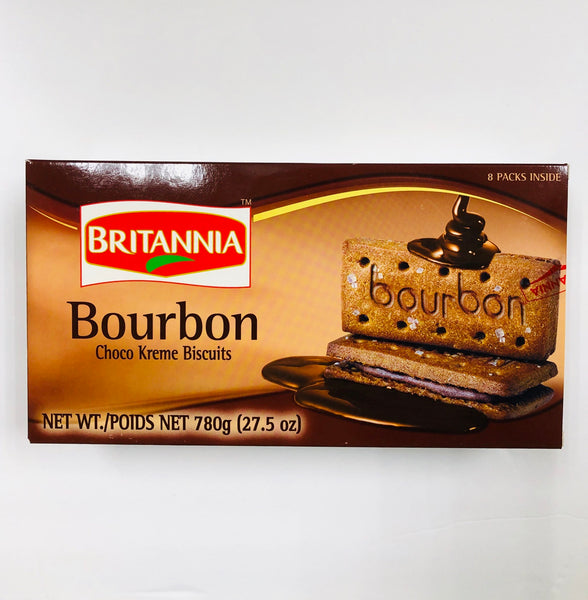 8 PACKS INSIDE
TM
BRITANNIA
bourbon
Bourbon
Choco Kreme Biscuits
NET WT./POIDS NET 780g (27.5 oz)